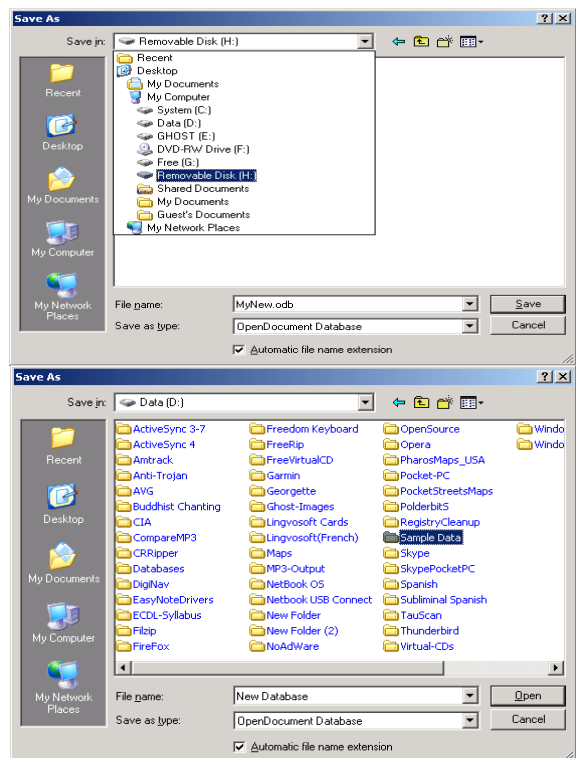 Save As
Save in:
Removable Disk (H:)
Recent
Desktop
My Documents
My Computer
System (C:)
Data (D:)
GHOST (E:)
DVD-RW Drive (F:)
Free (G:)
Removable Disk (H:)
Shared Documents
My Documents
Guest's Documents
My Network Places
Recent
Desktop
My Documents
My Computer
My Network
Places
File name:
MyNew.odb
Save
Save as type:
OpenDocument Database
Cancel
Automatic file name extension
Save As
Save in:
Data (D:)
Recent
Desktop
My Documents
My Computer
My Network
Places
ActiveSync 3-7
ActiveSync 4
Amtrack
Anti-Trojan
AVG
Buddhist Chanting
CIA
CompareMP3
CRRipper
Databases
DigiNav
EasyNoteDrivers
ECDL-Syllabus
Filzip
FireFox
Freedom Keyboard
FreeRip
FreeVirtualCD
Garmin
Georgette
Ghost-Images
Lingvosoft Cards
Lingvosoft(French)
Maps
MP3-Output
NetBook OS
Netbook USB Connect
New Folder
New Folder (2)
NoAdWare
OpenSource
Opera
PharosMaps_USA
Pocket-PC
PocketStreetsMaps
PolderbitS
RegistryCleanup
Sample Data
Skype
SkypePocketPC
Spanish
Subliminal Spanish
TauScan
Thunderbird
Virtual-CDs
Windo
Windo
File name:
New Database
Open
Save as type:
OpenDocument Database
Cancel
Automatic file name extension